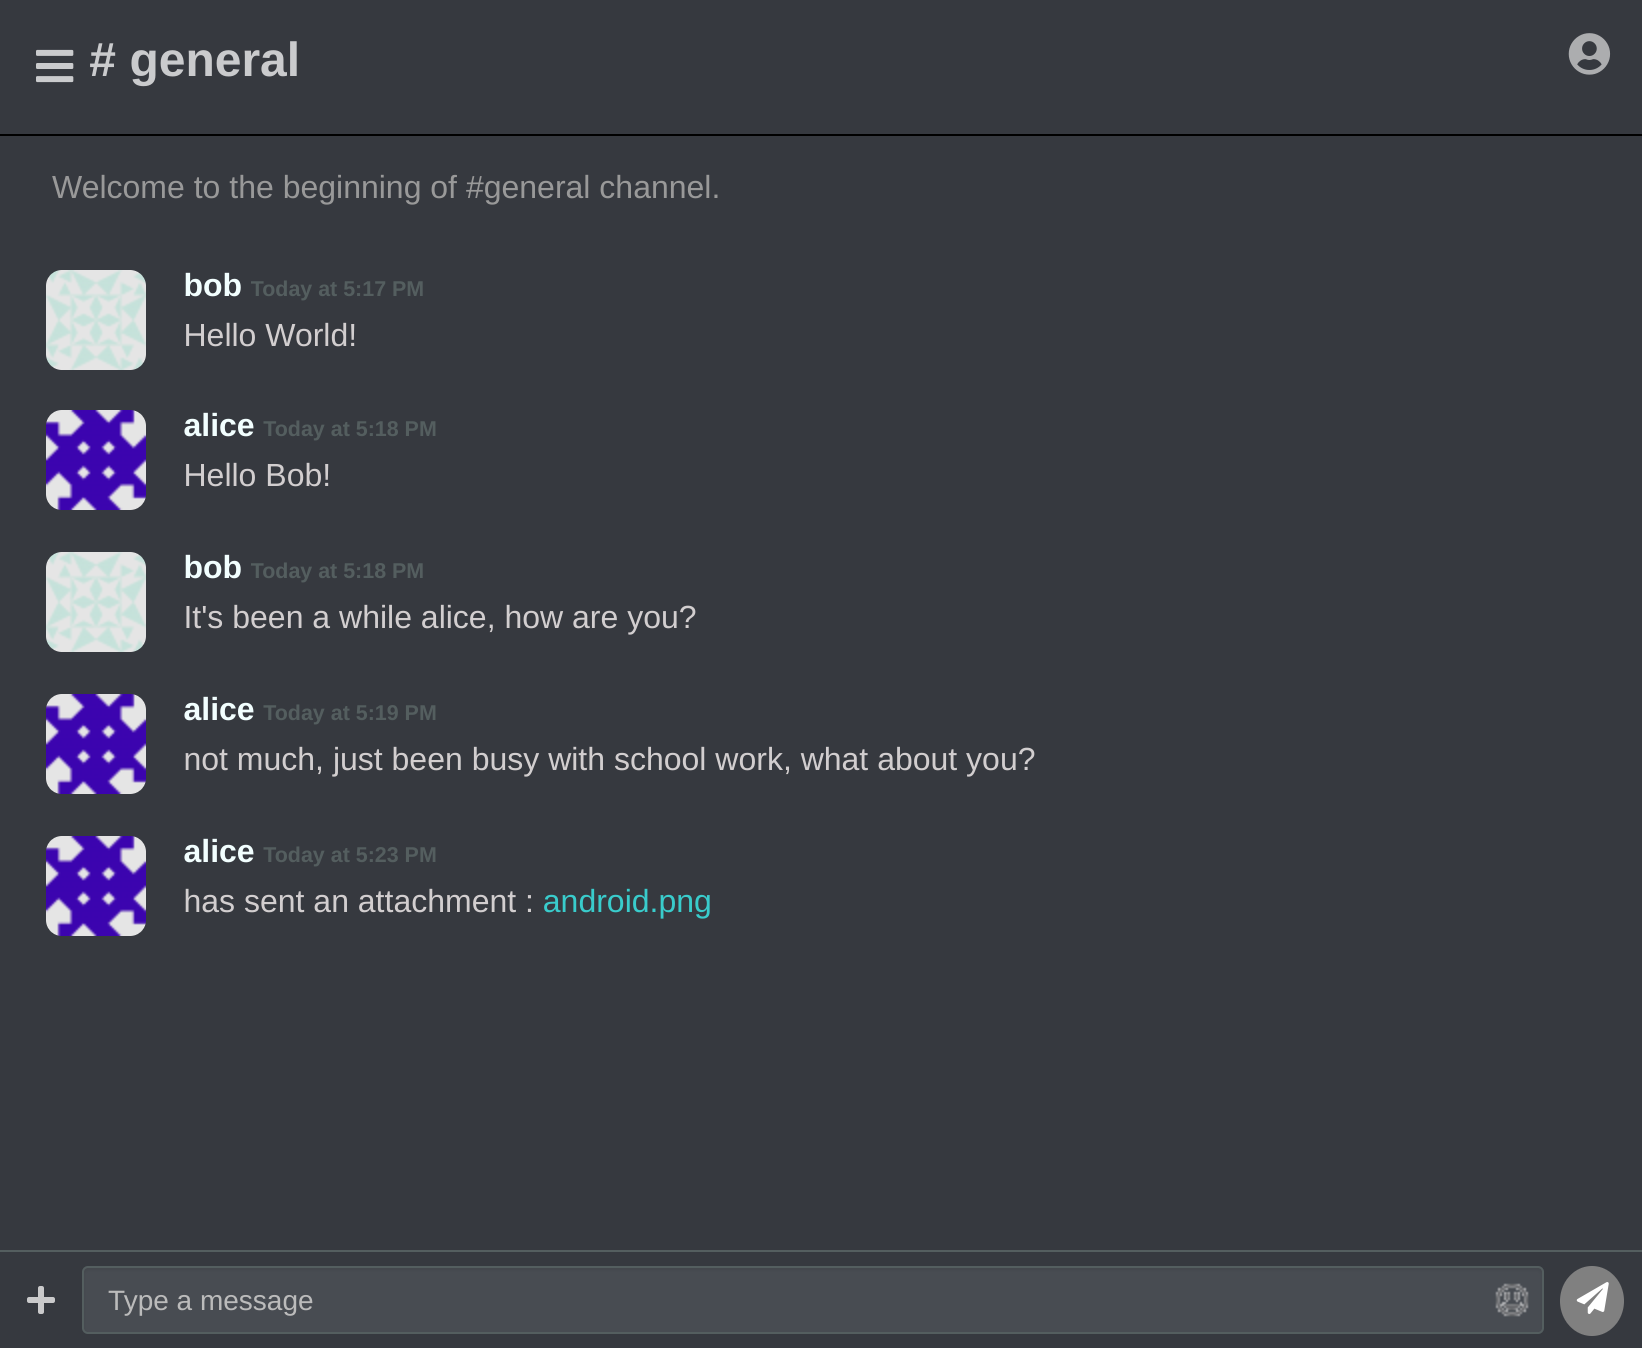 # general
Welcome to the beginning of #general channel.
bob Today at 5:17 PM
Hello World!
alice Today at 5:18 PM
Hello Bob!
bob Today at 5:18 PM
It's been a while alice, how are you?
alice Today at 5:19 PM
not much, just been busy with school work, what about you?
alice Today at 5:23 PM
has sent an attachment : android.png
Type a message